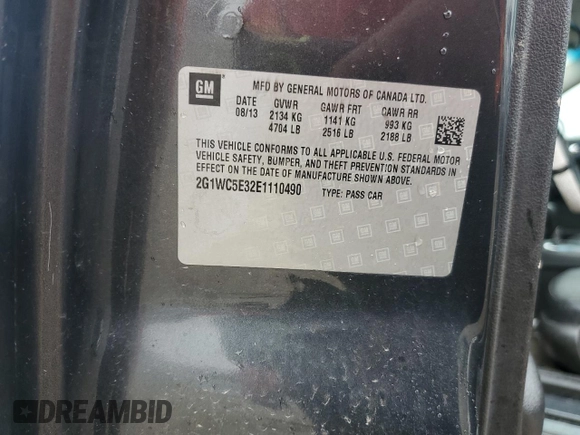 GM
MFD BY GENERAL MOTORS OF CANADA LTD.
DATE GVWR GAWR FRT GAWR RR
08/13 2134 KG 1141 KG 993 KG
4704 LB 2516 LB 2188 LB
THIS VEHICLE CONFORMS TO ALL APPLICABLE U.S. FEDERAL MOTOR
VEHICLE SAFETY, BUMPER, AND THEFT PREVENTION STANDARDS IN
EFFECT ON THE DATE OF MANUFACTURE SHOWN ABOVE.
2G1WC5E32E1110490 TYPE: PASS CAR
DREAMBID